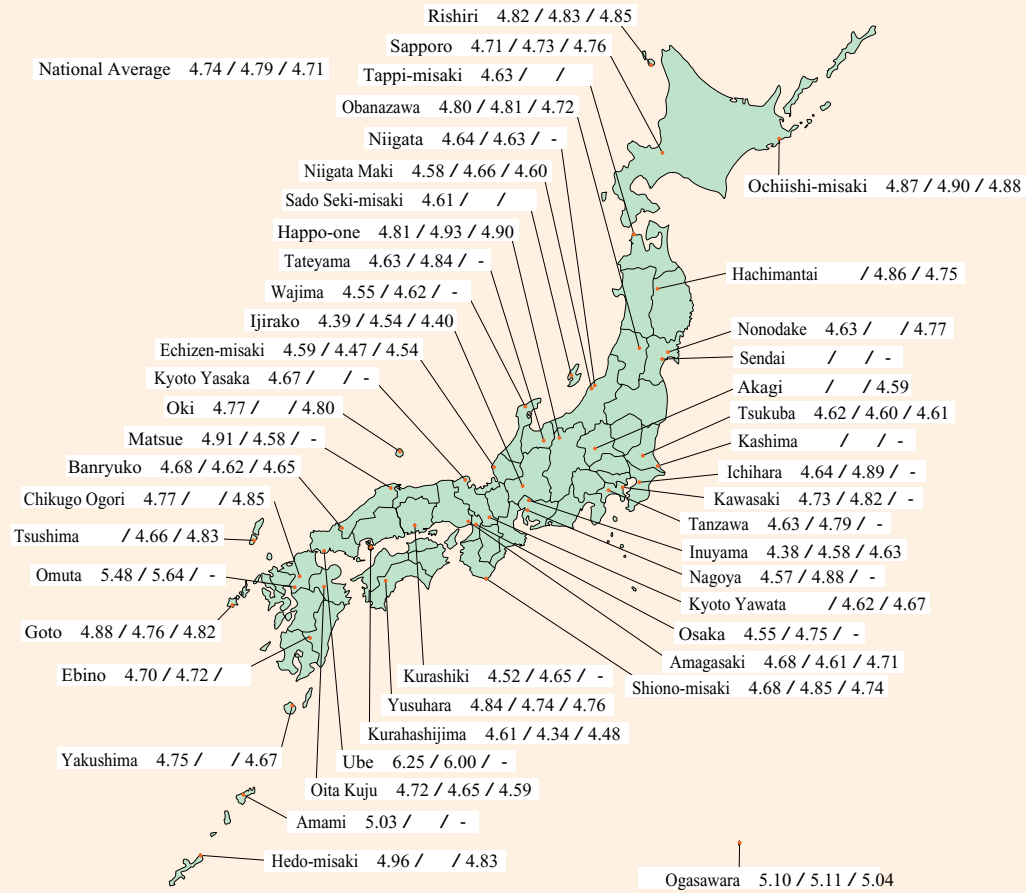 Rishiri 4.82 / 4.83 / 4.85
Sapporo 4.71 / 4.73 / 4.76
National Average 4.74 / 4.79 / 4.71
Tappi-misaki 4.63 / /
Obanazawa 4.80 / 4.81 / 4.72
Niigata 4.64 / 4.63 / -
Niigata Maki 4.58 / 4.66 / 4.60
Sado Seki-misaki 4.61 / /
Happo-one 4.81 / 4.93 / 4.90
Tateyama 4.63 / 4.84 / -
Wajima 4.55 / 4.62 / -
Ijirako 4.39 / 4.54 / 4.40
Echizen-misaki 4.59 / 4.47 / 4.54
Kyoto Yasaka 4.67 / / -
Oki 4.77 / / 4.80
Matsue 4.91 / 4.58 / -
Banryuko 4.68 / 4.62 / 4.65
Chikugo Ogori 4.77 / / 4.85
Tsushima / 4.66 / 4.83
Omuta 5.48 / 5.64 / -
Goto 4.88 / 4.76 / 4.82
Ebino 4.70 / 4.72 /
Yakushima 4.75 / / 4.67
Ochiishi-misaki 4.87 / 4.90 / 4.88
Hachimantai / 4.86 / 4.75
Nonodake 4.63 / / 4.77
Sendai / / -
Akagi / / 4.59
Tsukuba 4.62 / 4.60 / 4.61
Kashima / / -
Ichihara 4.64 / 4.89 / -
Kawasaki 4.73 / 4.82 / -
Tanzawa 4.63 / 4.79 / -
Inuyama 4.38 / 4.58 / 4.63
Nagoya 4.57 / 4.88 / -
Kyoto Yawata / 4.62 / 4.67
Osaka 4.55 / 4.75 / -
Amagasaki 4.68 / 4.61 / 4.71
Shiono-misaki 4.68 / 4.85 / 4.74
Kurashiki 4.52 / 4.65 / -
Yusuhara 4.84 / 4.74 / 4.76
Kurahashijima 4.61 / 4.34 / 4.48
Ube 6.25 / 6.00 / -
Oita Kuju 4.72 / 4.65 / 4.59
Amami 5.03 / / -
Hedo-misaki 4.96 / / 4.83
Ogasawara 5.10 / 5.11 / 5.04